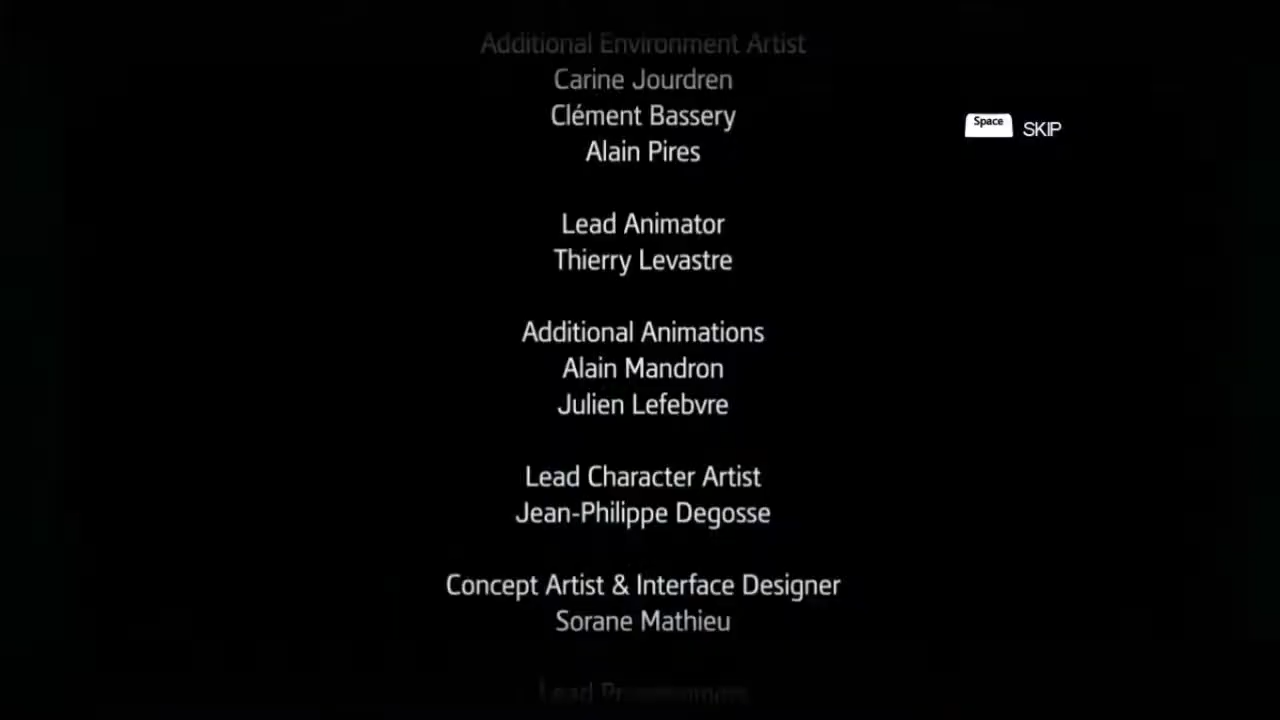 Additional Environment Artist
Carine Jourdren
Clément Bassery
Alain Pires
Space SKIP
Lead Animator
Thierry Levastre
Additional Animations
Alain Mandron
Julien Lefebvre
Lead Character Artist
Jean-Philippe Degosse
Concept Artist & Interface Designer
Sorane Mathieu
Lead